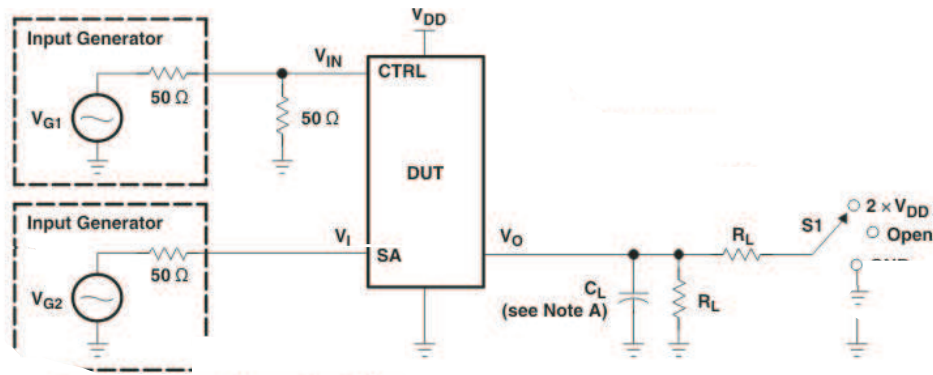 V_DD
Input Generator
V_IN
CTRL
50 Ω
50 Ω
V_G1
DUT
Input Generator
V_I
SA
V_O
50 Ω
V_G2
R_L
S1
2 × V_DD
Open
C_L
(see Note A)
R_L